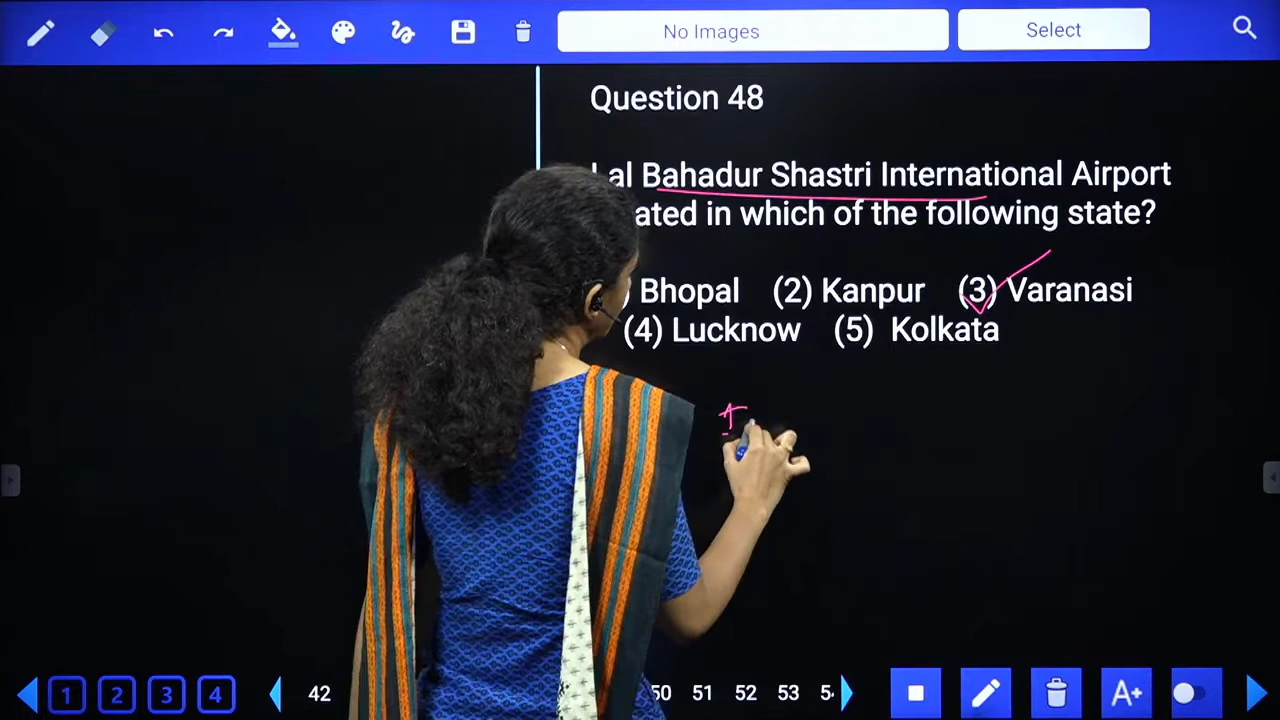 No Images
Select
Question 48
Lal Bahadur Shastri International Airport
ated in which of the following state?
) Bhopal (2) Kanpur (3) Varanasi
(4) Lucknow (5) Kolkata
1 2 3 4 42 50 51 52 53 A+